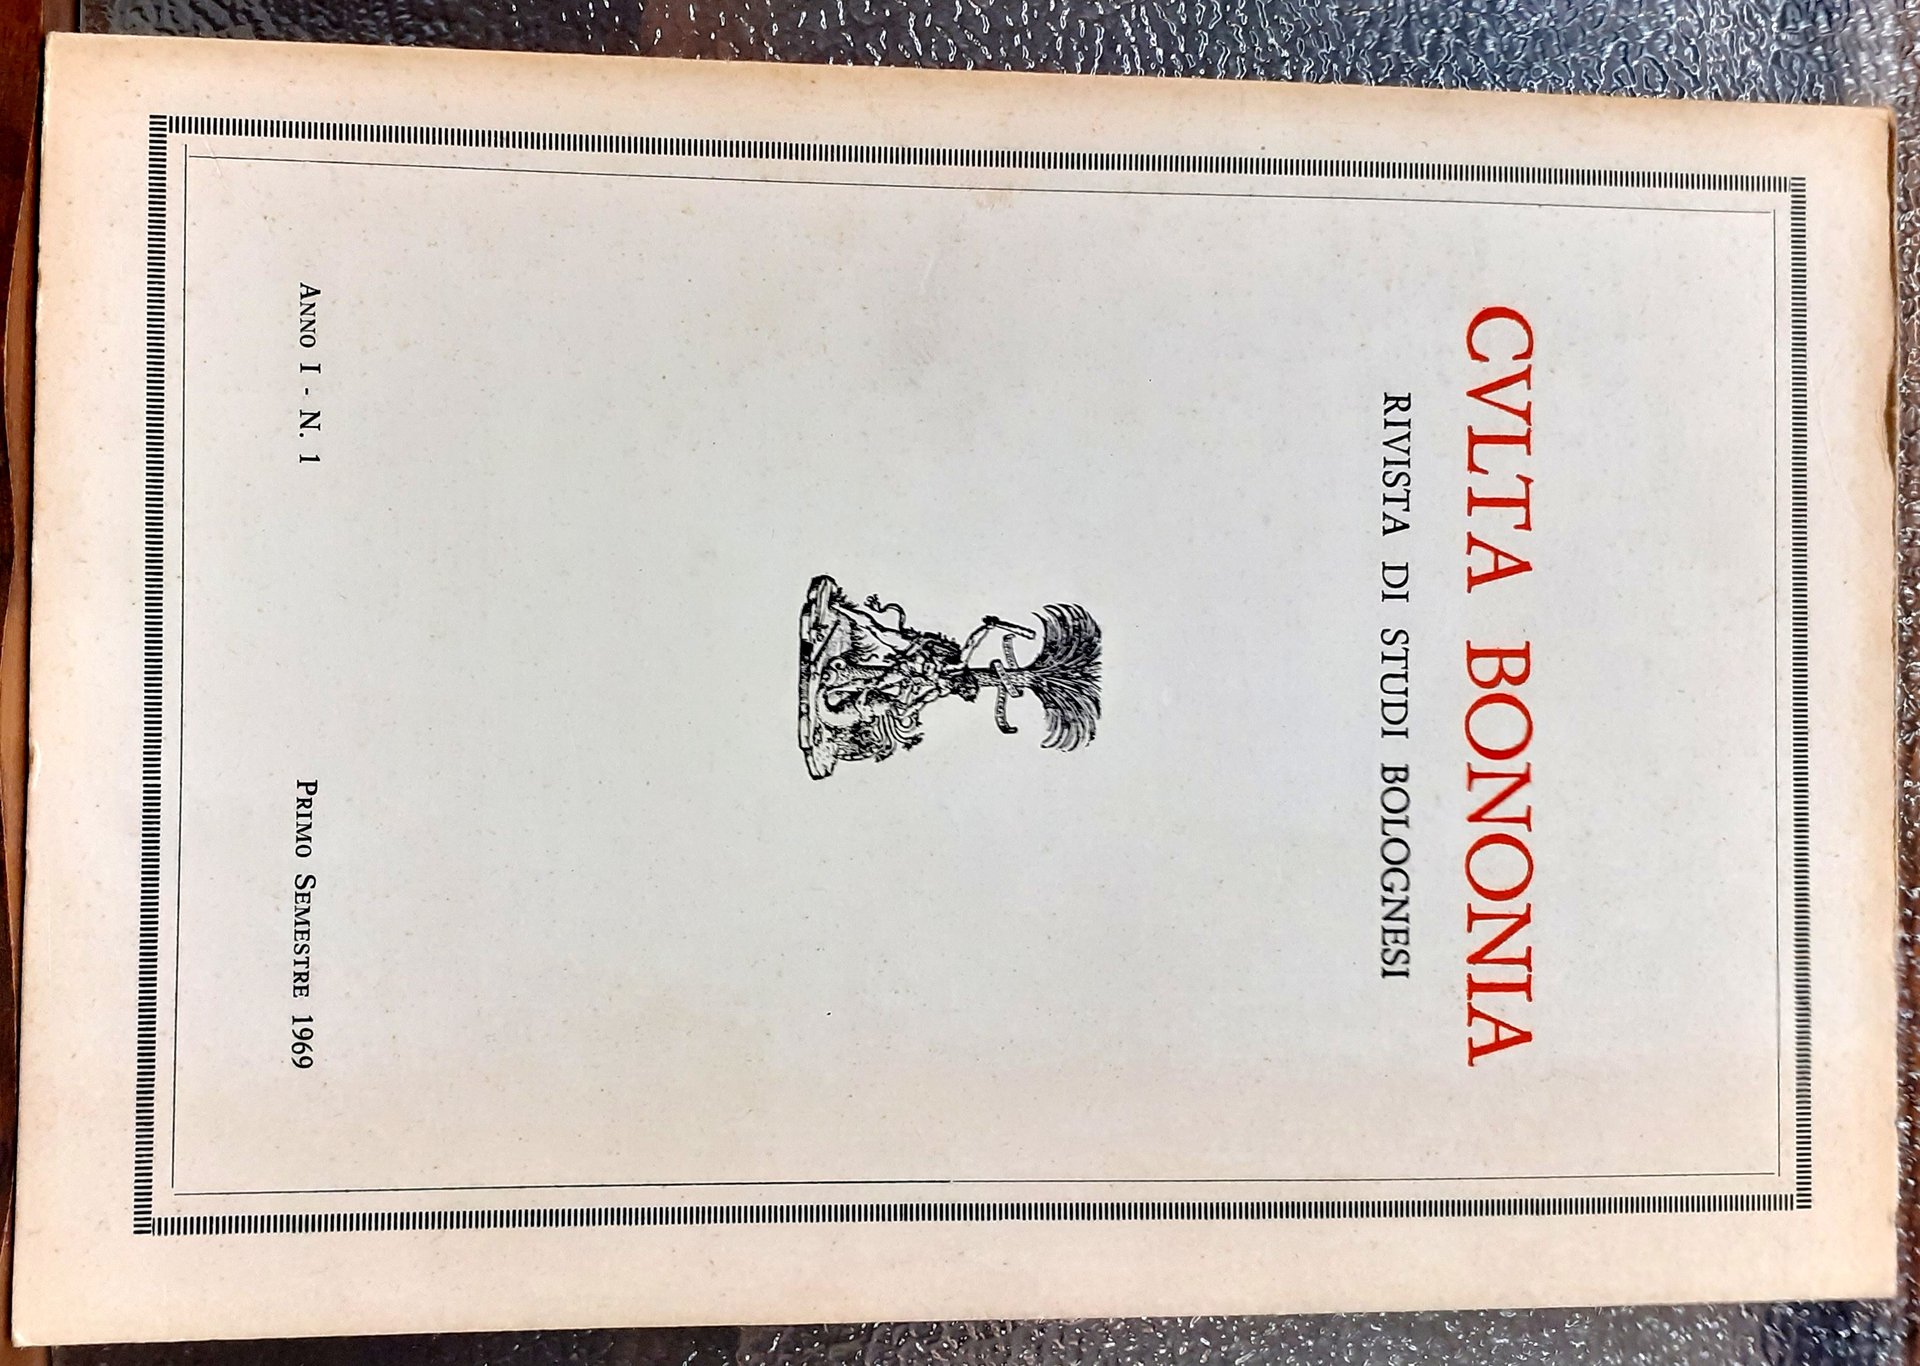 CVLTA BONONIA
RIVISTA DI STUDI BOLOGNESI
ANNO I - N. 1
PRIMO SEMESTRE 1969